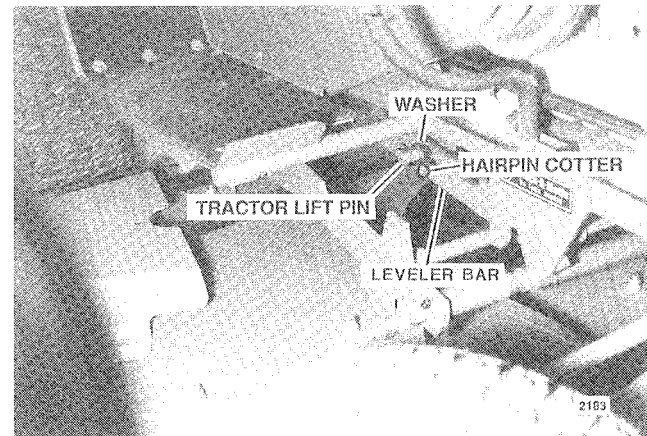 WASHER
HAIRPIN COTTER
TRACTOR LIFT PIN
LEVELER BAR
2183